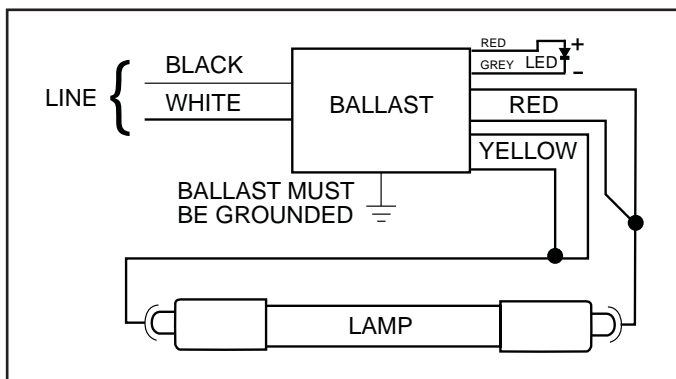 RED
+
GREY LED
-
BLACK
LINE
WHITE
BALLAST
RED
YELLOW
BALLAST MUST
BE GROUNDED
LAMP